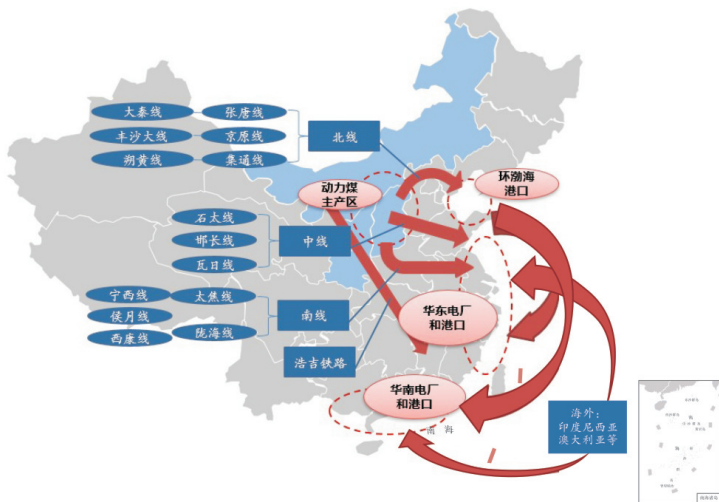 大秦线
张唐线
丰沙大线
京原线
朔黄线
集通线
北线
动力煤
主产区
环渤海
港口
石太线
邯长线
瓦日线
中线
宁西线
太焦线
侯月线
西康线
陇海线
南线
浩吉铁路
华东电厂
和港口
华南电厂
和港口
南 海
海外：
印度尼西亚
澳大利亚等
南海诸岛